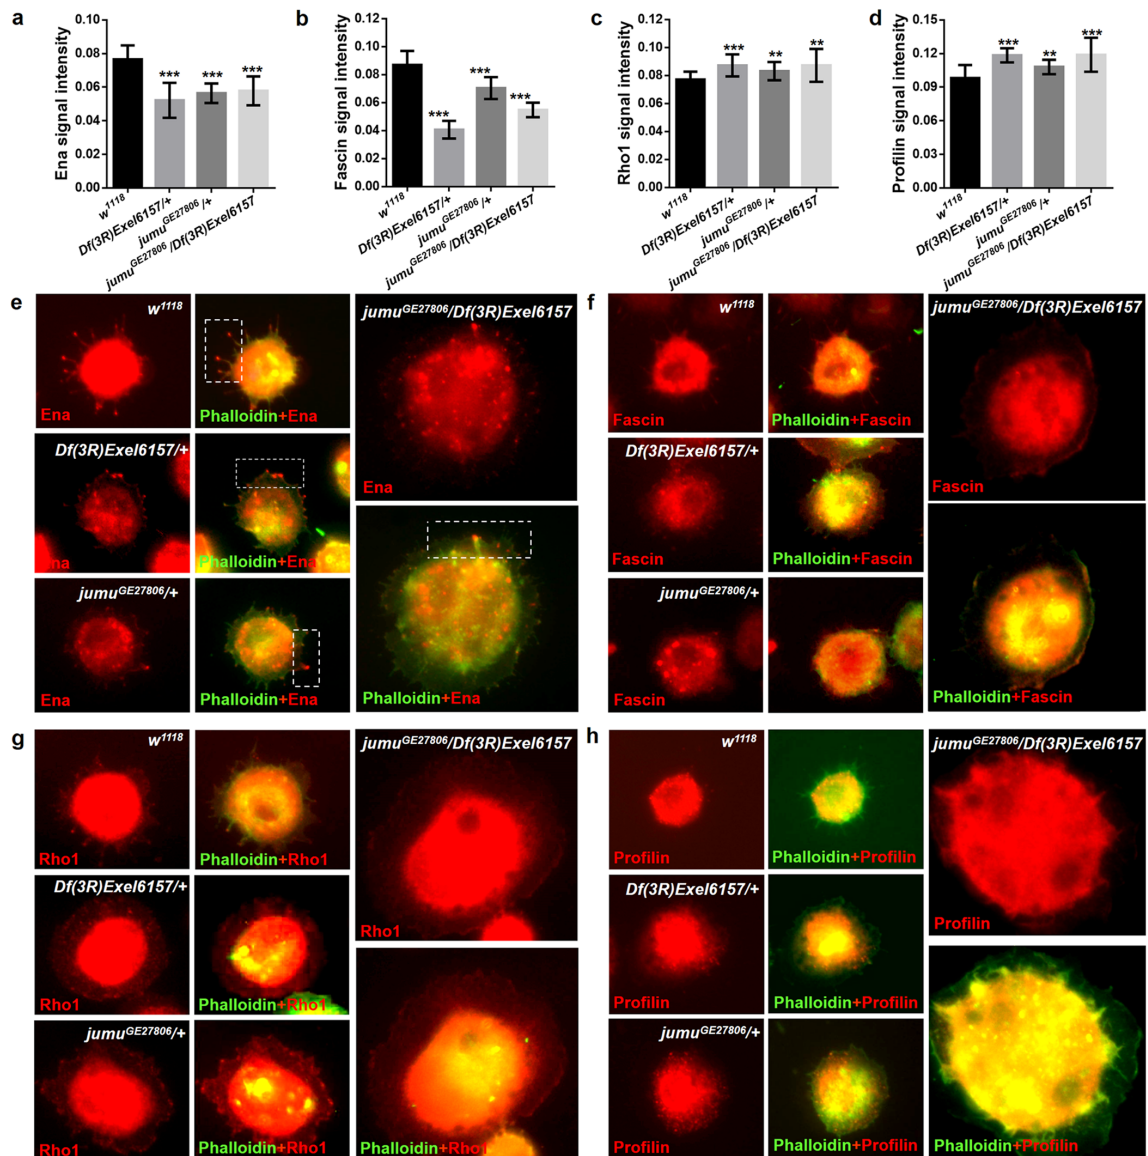 a
Ena signal intensity
0.10
0.08
0.06
0.04
0.02
0.00
***
***
***
w1118
Df(3R)Exel6157/+
jumuGE27806/+
jumuGE27806/Df(3R)Exel6157
b
Fascin signal intensity
0.12
0.10
0.08
0.06
0.04
0.02
0.00
***
***
***
w1118
Df(3R)Exel6157/+
jumuGE27806/+
jumuGE27806/Df(3R)Exel6157
c
Rho1 signal intensity
0.12
0.10
0.08
0.06
0.04
0.02
0.00
***
**
**
w1118
Df(3R)Exel6157/+
jumuGE27806/+
jumuGE27806/Df(3R)Exel6157
d
Profilin signal intensity
0.15
0.12
0.09
0.06
0.03
0.00
***
**
***
w1118
Df(3R)Exel6157/+
jumuGE27806/+
jumuGE27806/Df(3R)Exel6157
e
w1118
Ena
Phalloidin+Ena
Df(3R)Exel6157/+
Ena
Phalloidin+Ena
jumuGE27806/+
Ena
Phalloidin+Ena
jumuGE27806/Df(3R)Exel6157
Ena
Phalloidin+Ena
f
w1118
Fascin
Phalloidin+Fascin
Df(3R)Exel6157/+
Fascin
Phalloidin+Fascin
jumuGE27806/+
Fascin
Phalloidin+Fascin
jumuGE27806/Df(3R)Exel6157
Fascin
Phalloidin+Fascin
g
w1118
Rho1
Phalloidin+Rho1
Df(3R)Exel6157/+
Rho1
Phalloidin+Rho1
jumuGE27806/+
Rho1
Phalloidin+Rho1
jumuGE27806/Df(3R)Exel6157
Rho1
Phalloidin+Rho1
h
w1118
Profilin
Phalloidin+Profilin
Df(3R)Exel6157/+
Profilin
Phalloidin+Profilin
jumuGE27806/+
Profilin
Phalloidin+Profilin
jumuGE27806/Df(3R)Exel6157
Profilin
Phalloidin+Profilin